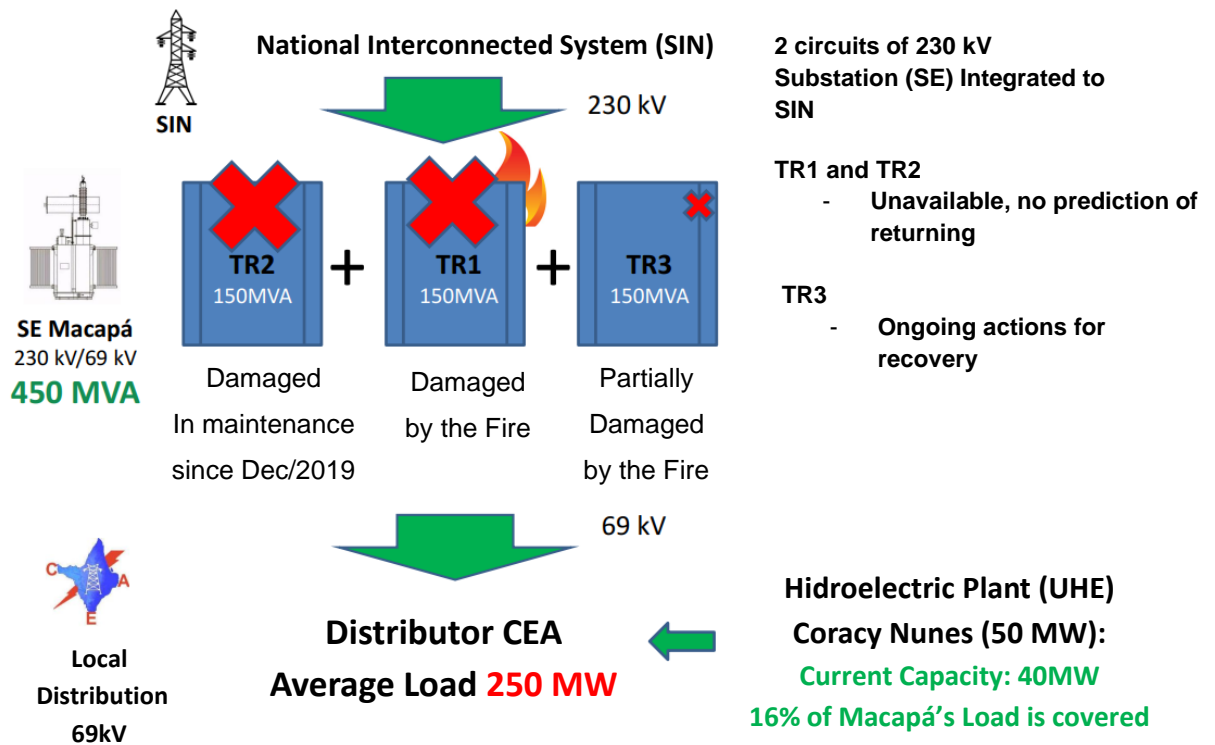 National Interconnected System (SIN)
230 kV
SIN
2 circuits of 230 kV
Substation (SE) Integrated to
SIN
TR1 and TR2
- Unavailable, no prediction of
returning
TR3
- Ongoing actions for
recovery
SE Macapá
230 kV/69 kV
450 MVA
TR2
150MVA
+
TR1
150MVA
+
TR3
150MVA
Damaged
In maintenance
since Dec/2019
Damaged
by the Fire
Partially
Damaged
by the Fire
69 kV
C
A
E
Local
Distribution
69kV
Distributor CEA
Average Load 250 MW
Hidroelectric Plant (UHE)
Coracy Nunes (50 MW):
Current Capacity: 40MW
16% of Macapá’s Load is covered